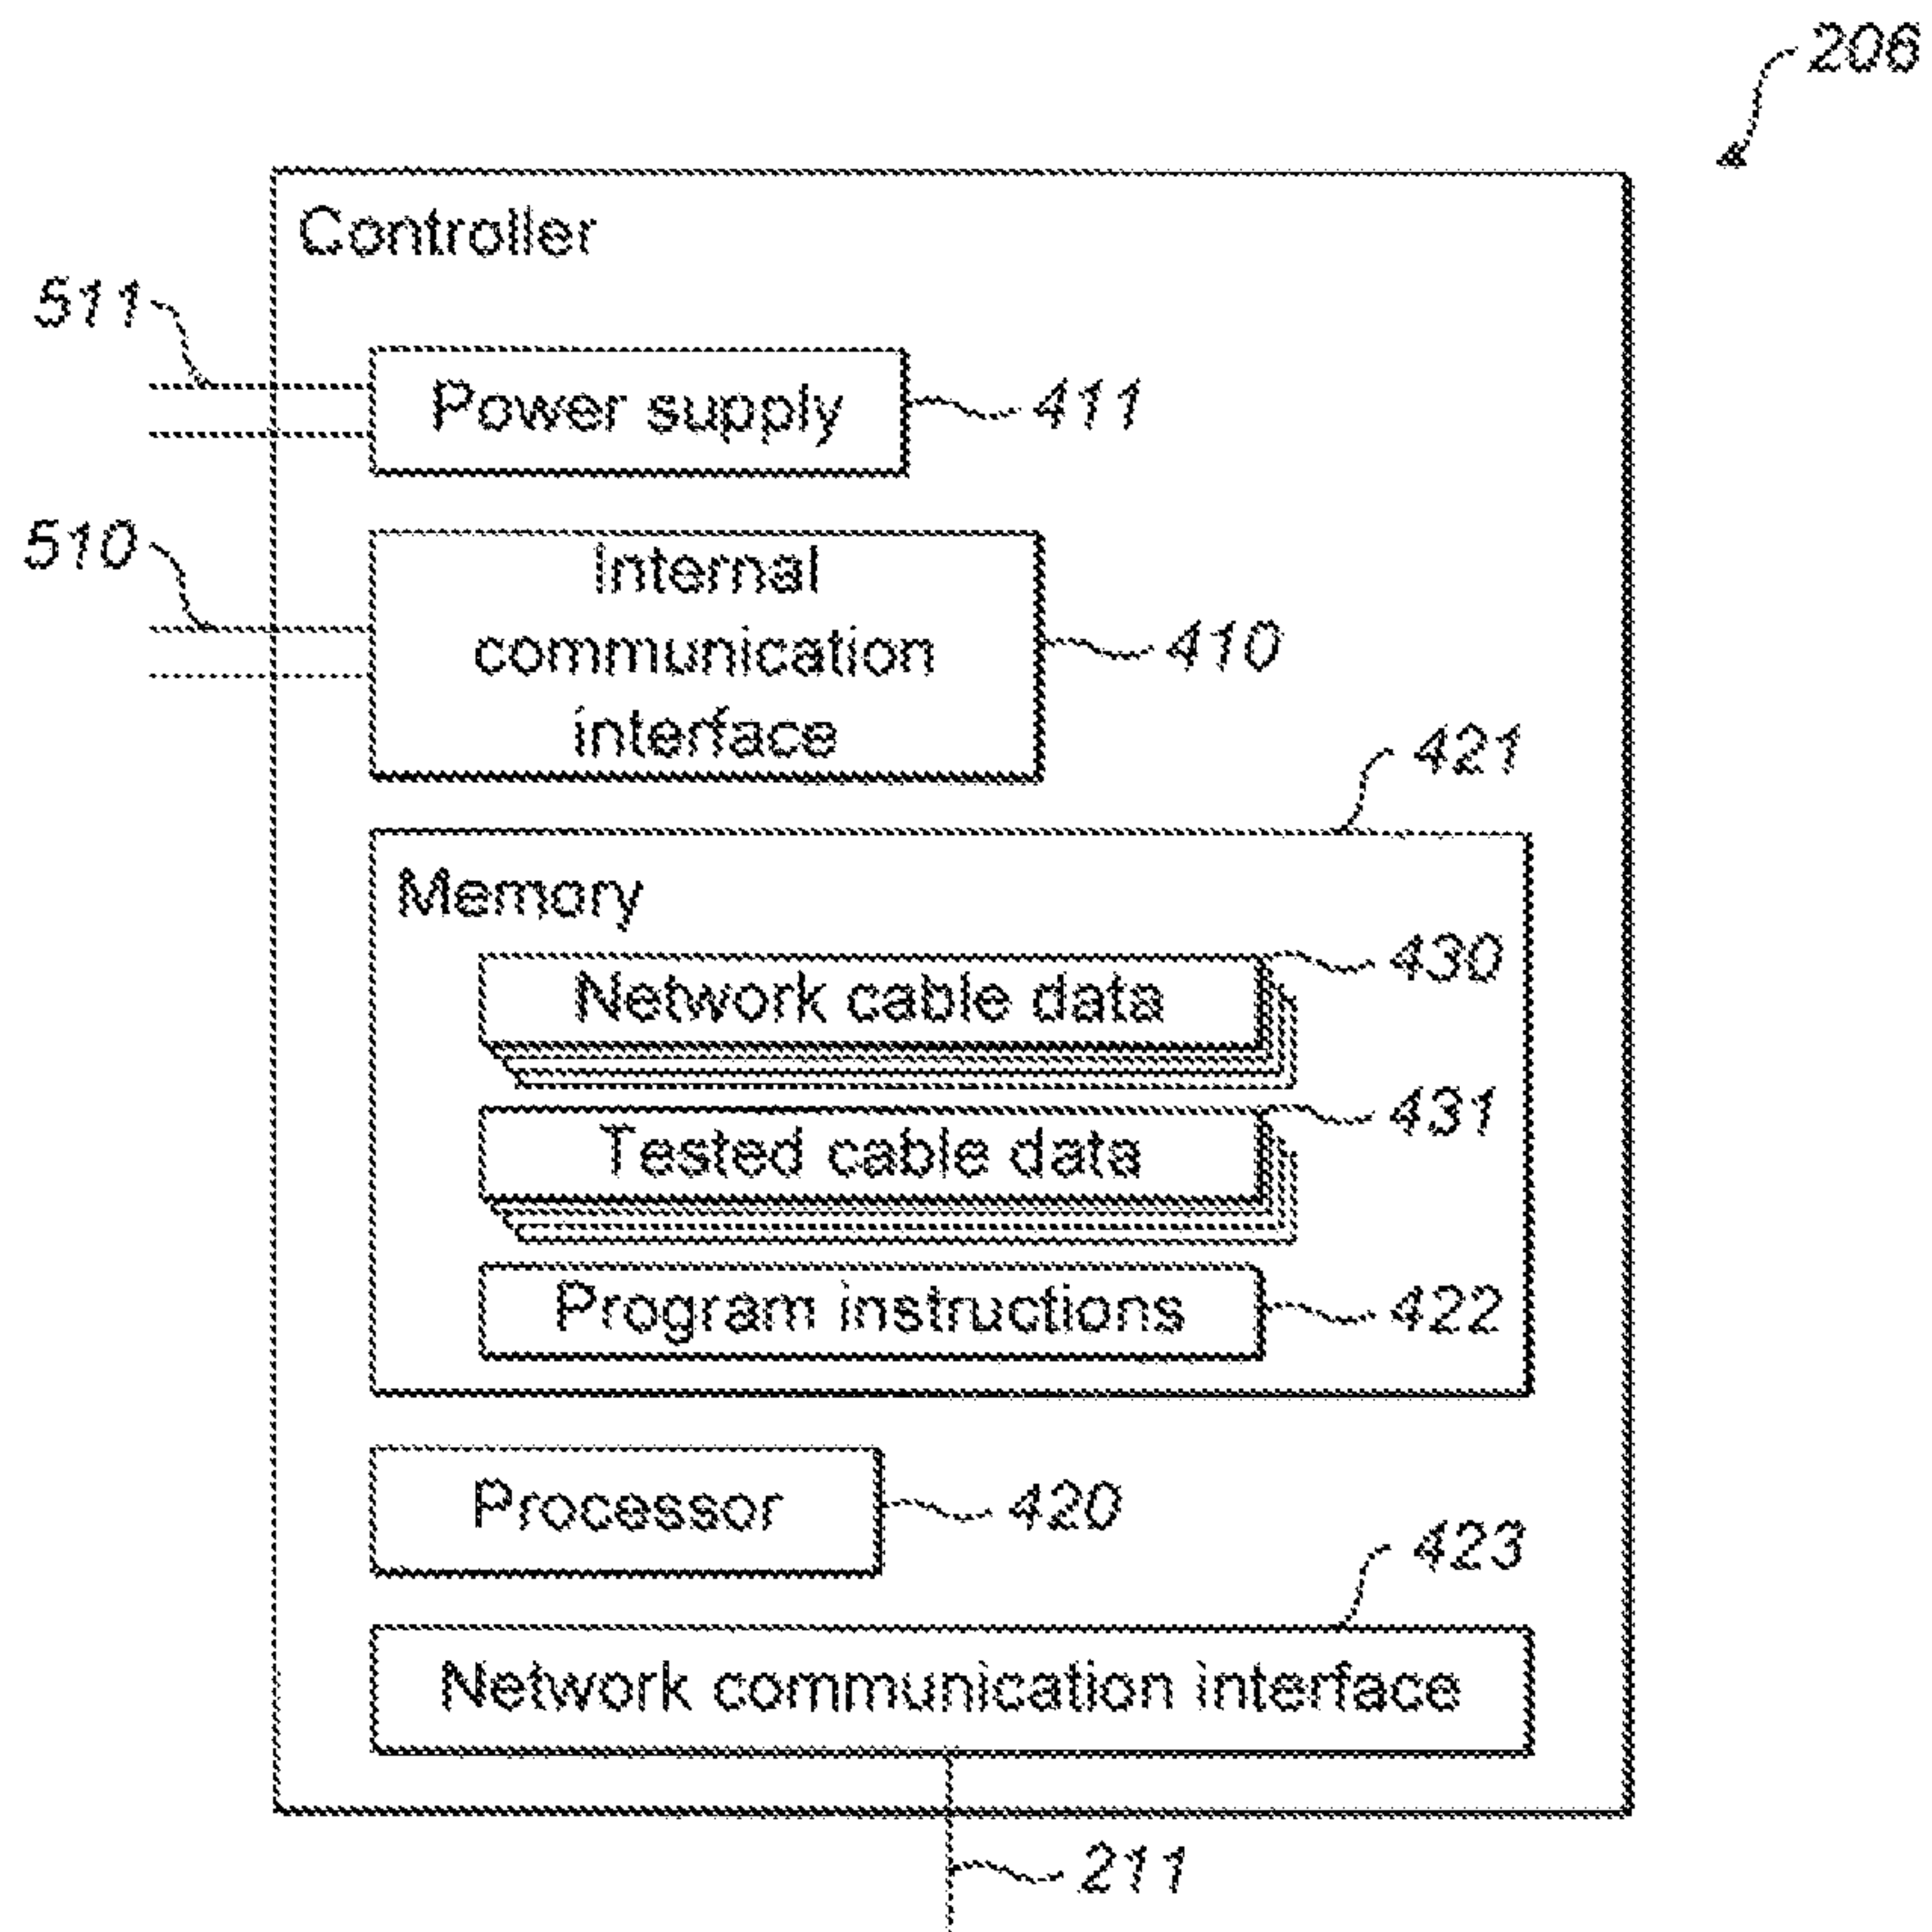 206
Controller
511
Power supply
411
510
Internal
communication
interface
410
421
Memory
Network cable data
430
Tested cable data
431
Program instructions
422
Processor
420
423
Network communication interface
211